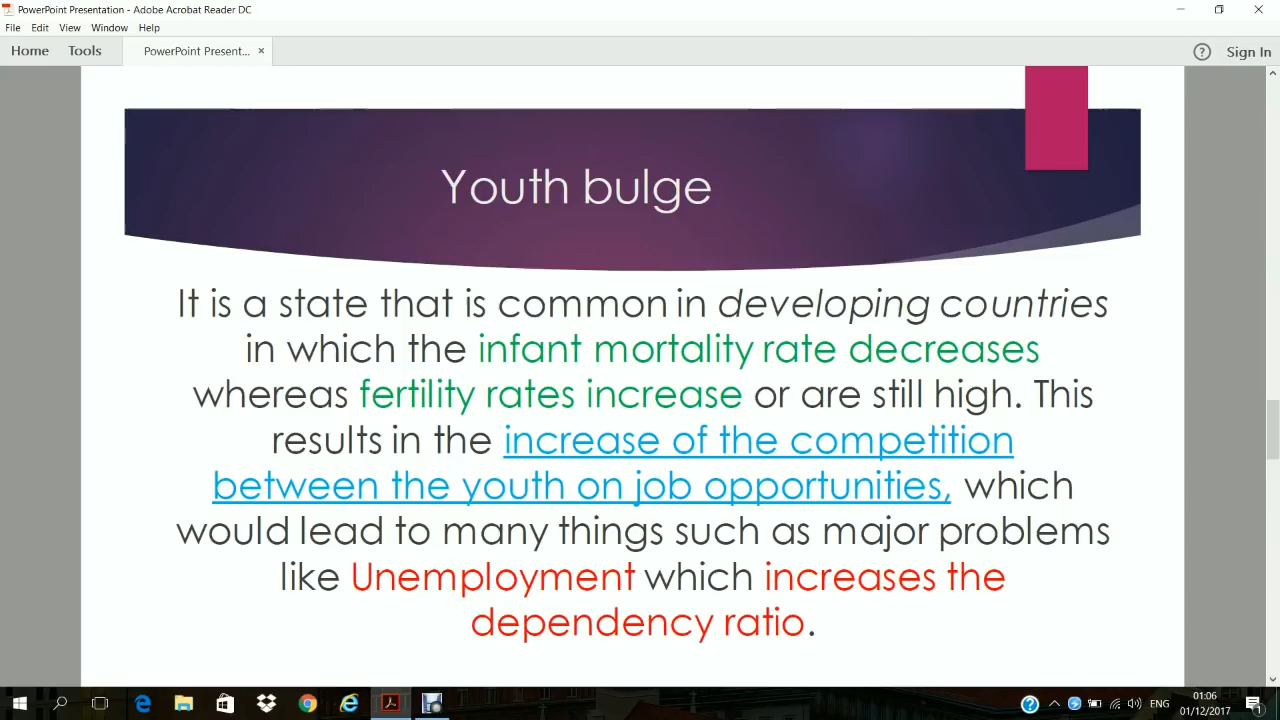 PowerPoint Presentation - Adobe Acrobat Reader DC
File Edit View Window Help
Home Tools PowerPoint Present... × ? Sign In
Youth bulge
It is a state that is common in developing countries
in which the infant mortality rate decreases
whereas fertility rates increase or are still high. This
results in the increase of the competition
between the youth on job opportunities, which
would lead to many things such as major problems
like Unemployment which increases the
dependency ratio.
ENG 01:06
01/12/2017